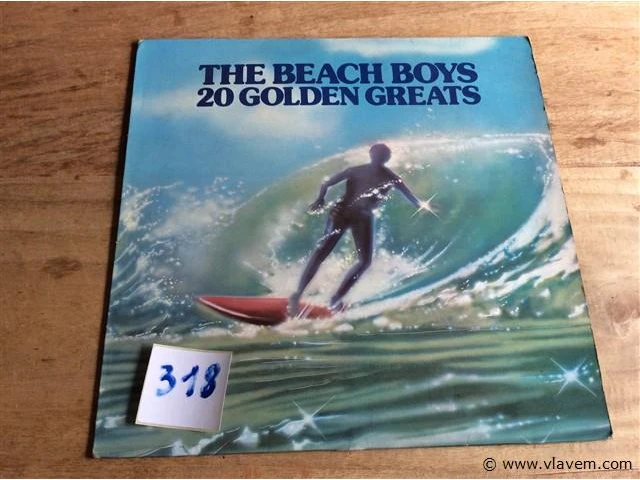 THE BEACH BOYS
20 GOLDEN GREATS
318
© www.vlavem.com